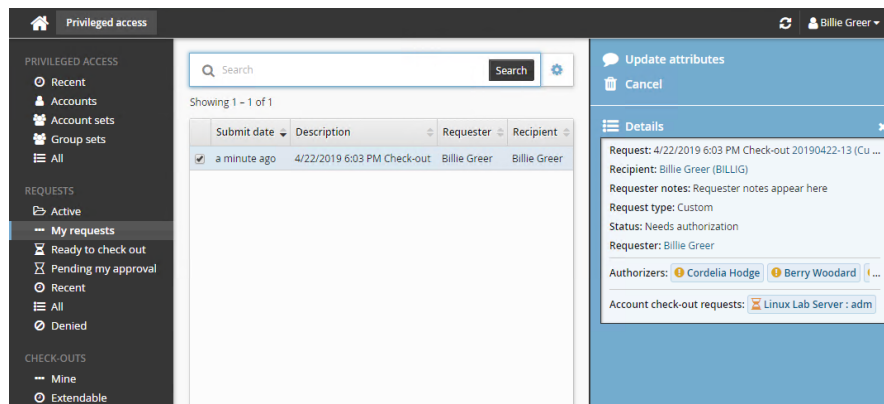 Privileged access
Billie Greer
PRIVILEGED ACCESS
Recent
Accounts
Account sets
Group sets
All
REQUESTS
Active
My requests
Ready to check out
Pending my approval
Recent
All
Denied
CHECK-OUTS
Mine
Extendable
Search Search
Showing 1 – 1 of 1
Submit date Description Requester Recipient
a minute ago 4/22/2019 6:03 PM Check-out Billie Greer Billie Greer
Update attributes
Cancel
Details
Request: 4/22/2019 6:03 PM Check-out 20190422-13 (Cu ...
Recipient: Billie Greer (BILLIG)
Requester notes: Requester notes appear here
Request type: Custom
Status: Needs authorization
Requester: Billie Greer
Authorizers: Cordelia Hodge Berry Woodard ...
Account check-out requests: Linux Lab Server : adm